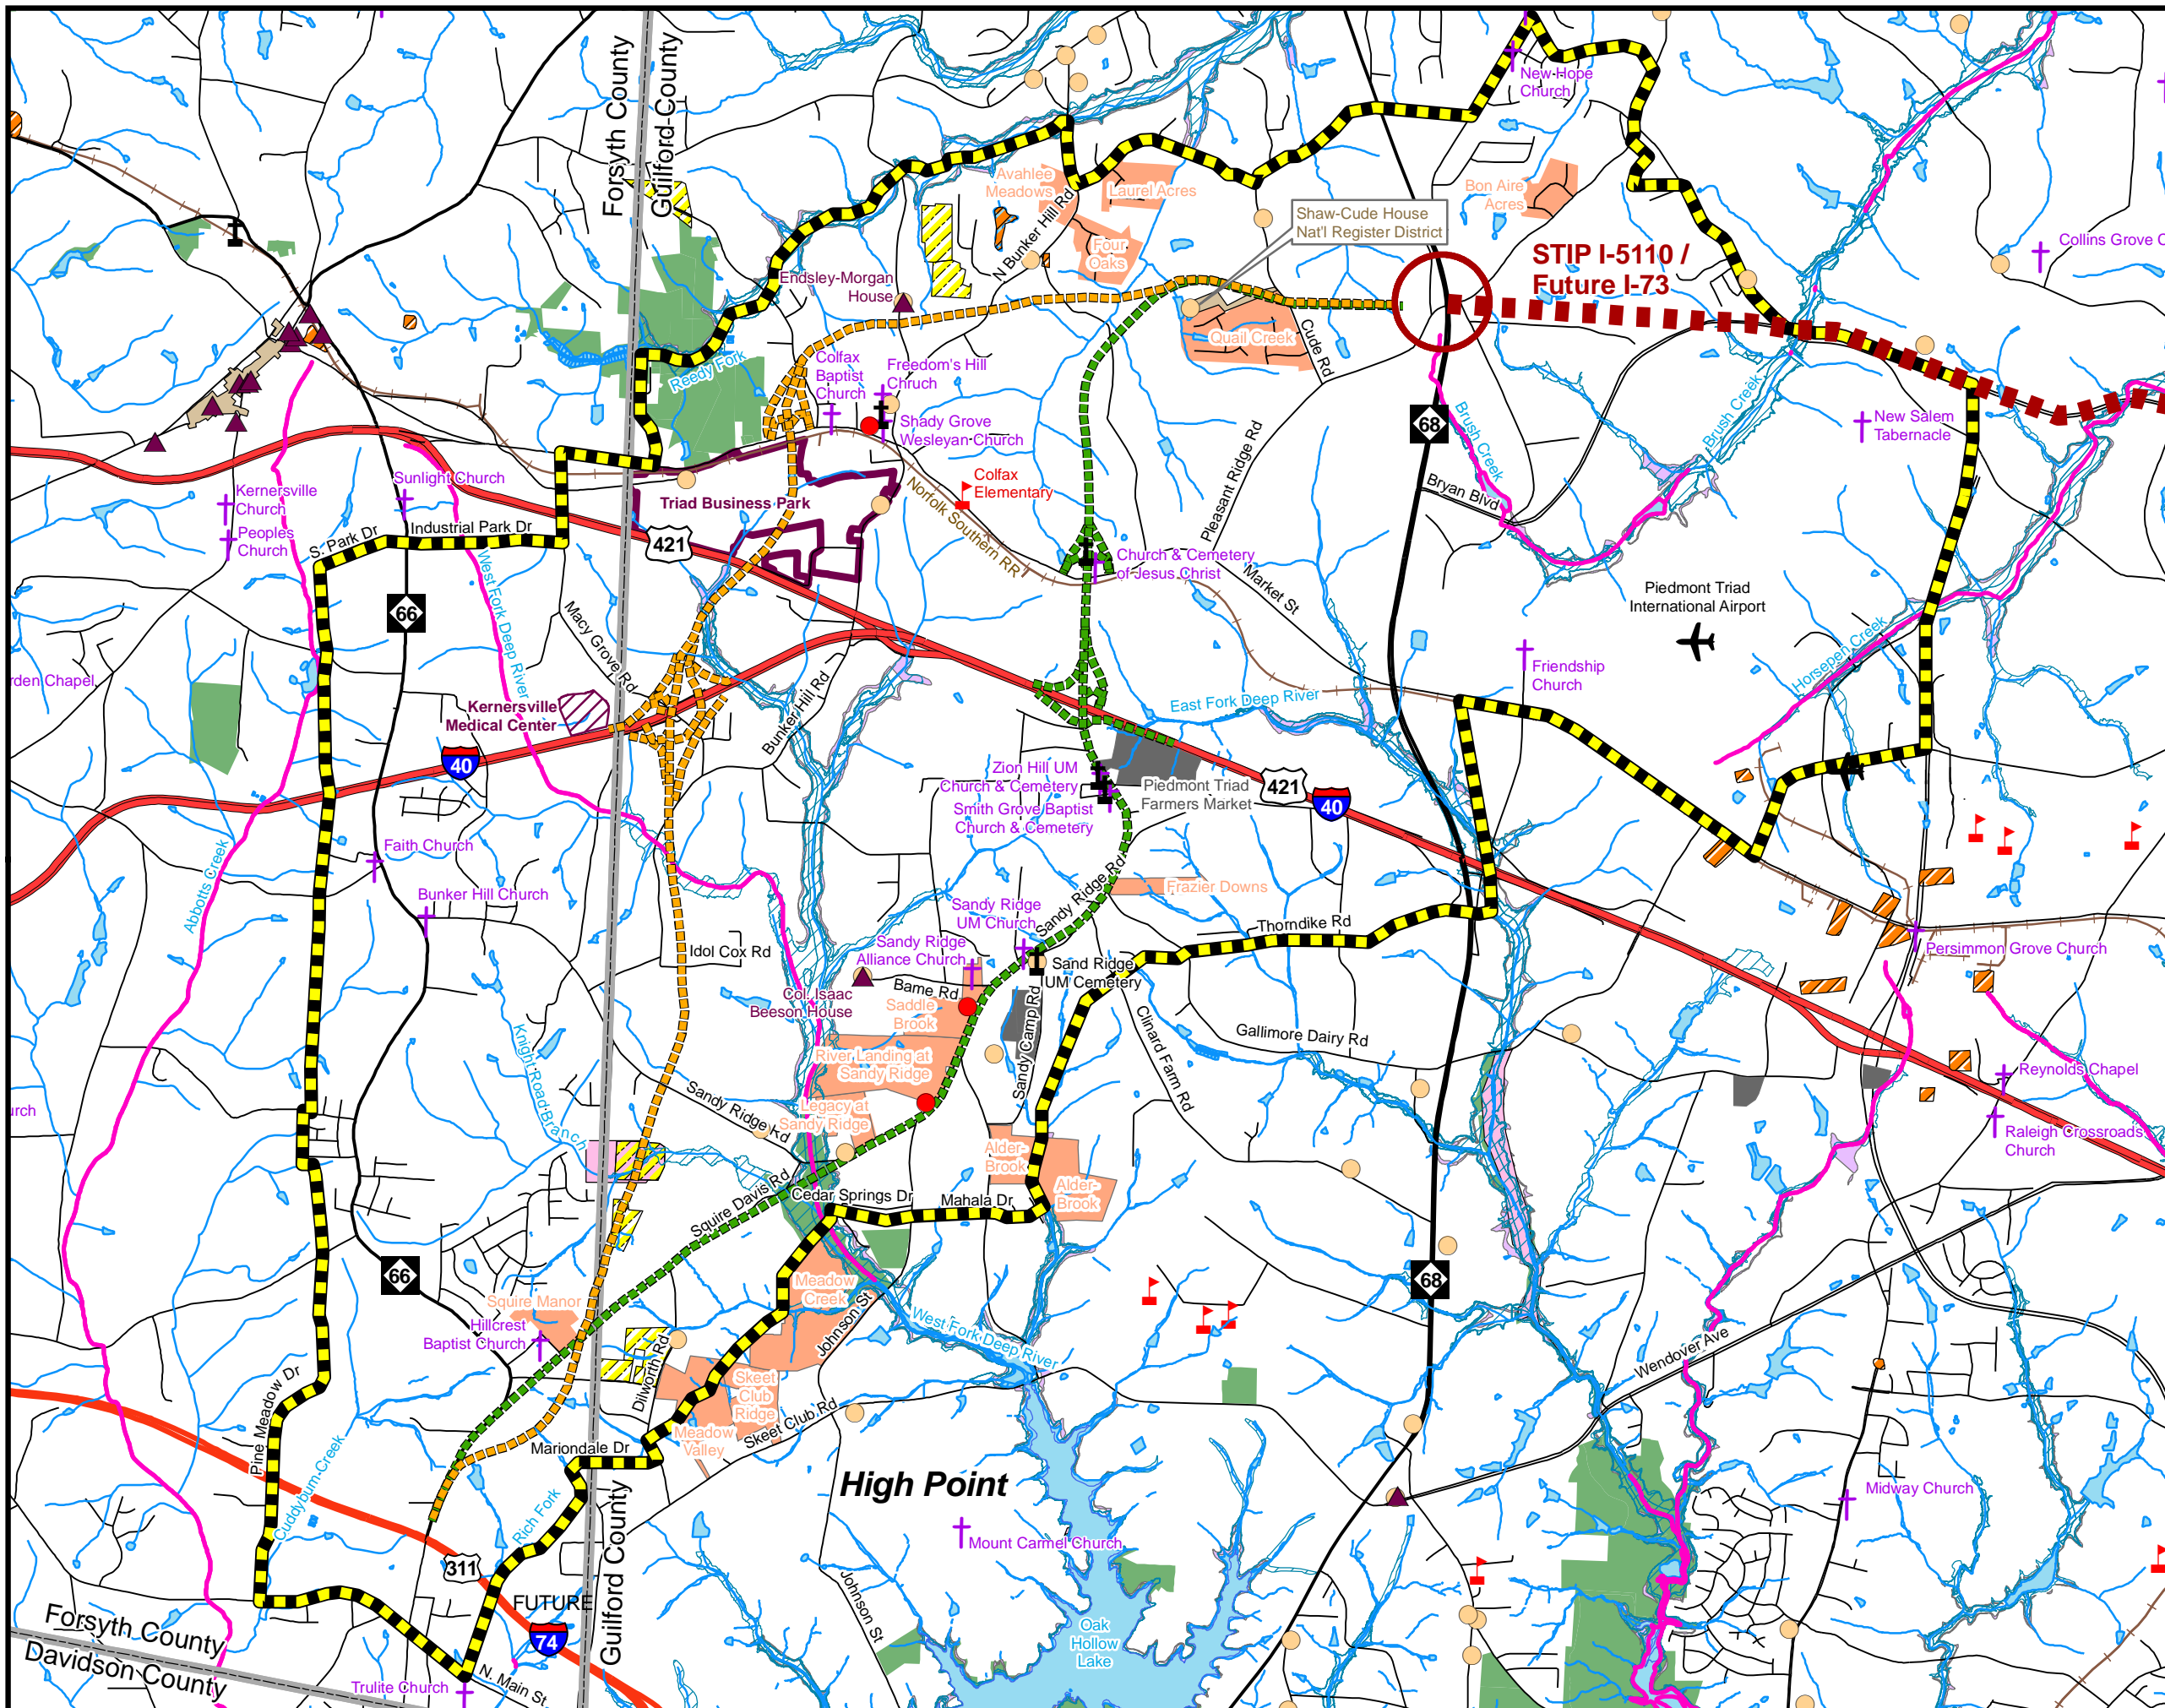 Forsyth County
Guilford County
New Hope
Church
Avahlee
Meadows
Laurel Acres
N Bunker Hill Rd
Four
Oaks
Bon Aire
Acres
Shaw-Cude House
Nat'l Register District
STIP I-5110 /
Future I-73
Collins Grove C
Endsley-Morgan
House
Reedy Fork
Quail Creek
Cude Rd
Colfax
Baptist
Church
Freedom's Hill
Chruch
Shady Grove
Wesleyan Church
68
Brush Creek
Brush Creek
New Salem
Tabernacle
Sunlight Church
Kernersville
Church
Peoples
Church
S. Park Dr
Industrial Park Dr
Triad Business Park
421
Colfax
Elementary
Norfolk Southern RR
Pleasant Ridge Rd
Bryan Blvd
Church & Cemetery
of Jesus Christ
Market St
Piedmont Triad
International Airport
66
West Fork Deep River
Macy Grove Rd
Horsepen Creek
Friendship
Church
rden Chapel
Kernersville
Medical Center
40
Bunker Hill Rd
East Fork Deep River
Zion Hill UM
Church & Cemetery
Smith Grove Baptist
Church & Cemetery
Piedmont Triad
Farmers Market
421
40
Abbotts Creek
Faith Church
Bunker Hill Church
Frazier Downs
Sandy Ridge Rd
Sandy Ridge
UM Church
Thorndike Rd
Idol Cox Rd
Sandy Ridge
Alliance Church
Sand Ridge
UM Cemetery
Persimmon Grove Church
Col. Isaac
Beeson House
Bame Rd
Saddle
Brook
Sandy Camp Rd
Clinard Farm Rd
Gallimore Dairy Rd
Knight Road Branch
River Landing at
Sandy Ridge
Reynolds Chapel
urch
Sandy Ridge Rd
Legacy at
Sandy Ridge
Raleigh Crossroads
Church
Alder-
Brook
Alder-
Brook
Squire Davis Rd
Cedar Springs Dr
Mahala Dr
66
68
Meadow
Creek
Squire Manor
Hillcrest
Baptist Church
Johnson St
West Fork Deep River
Wendover Ave
Dilworth Rd
Skeet
Club
Ridge
Pine Meadow Dr
Meadow
Valley
Skeet Club Rd
Mariondale Dr
Cuddyburn Creek
Rich Fork
High Point
Midway Church
Mount Carmel Church
311
Guilford County
FUTURE
74
Johnson St
Oak
Hollow
Lake
Forsyth County
Davidson County
Trulite Church
N. Main St